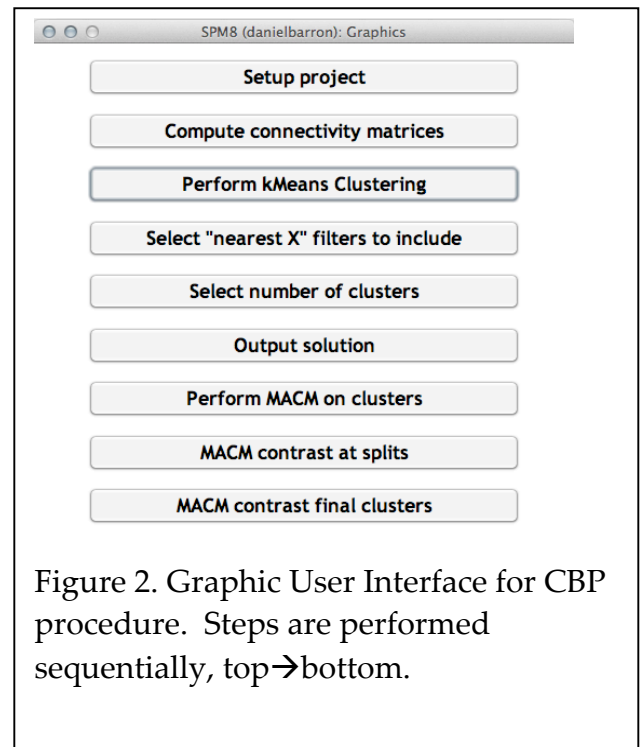 SPM8 (danielbarron): Graphics
Setup project
Compute connectivity matrices
Perform kMeans Clustering
Select "nearest X" filters to include
Select number of clusters
Output solution
Perform MACM on clusters
MACM contrast at splits
MACM contrast final clusters
Figure 2. Graphic User Interface for CBP
procedure.  Steps are performed
sequentially, top→bottom.